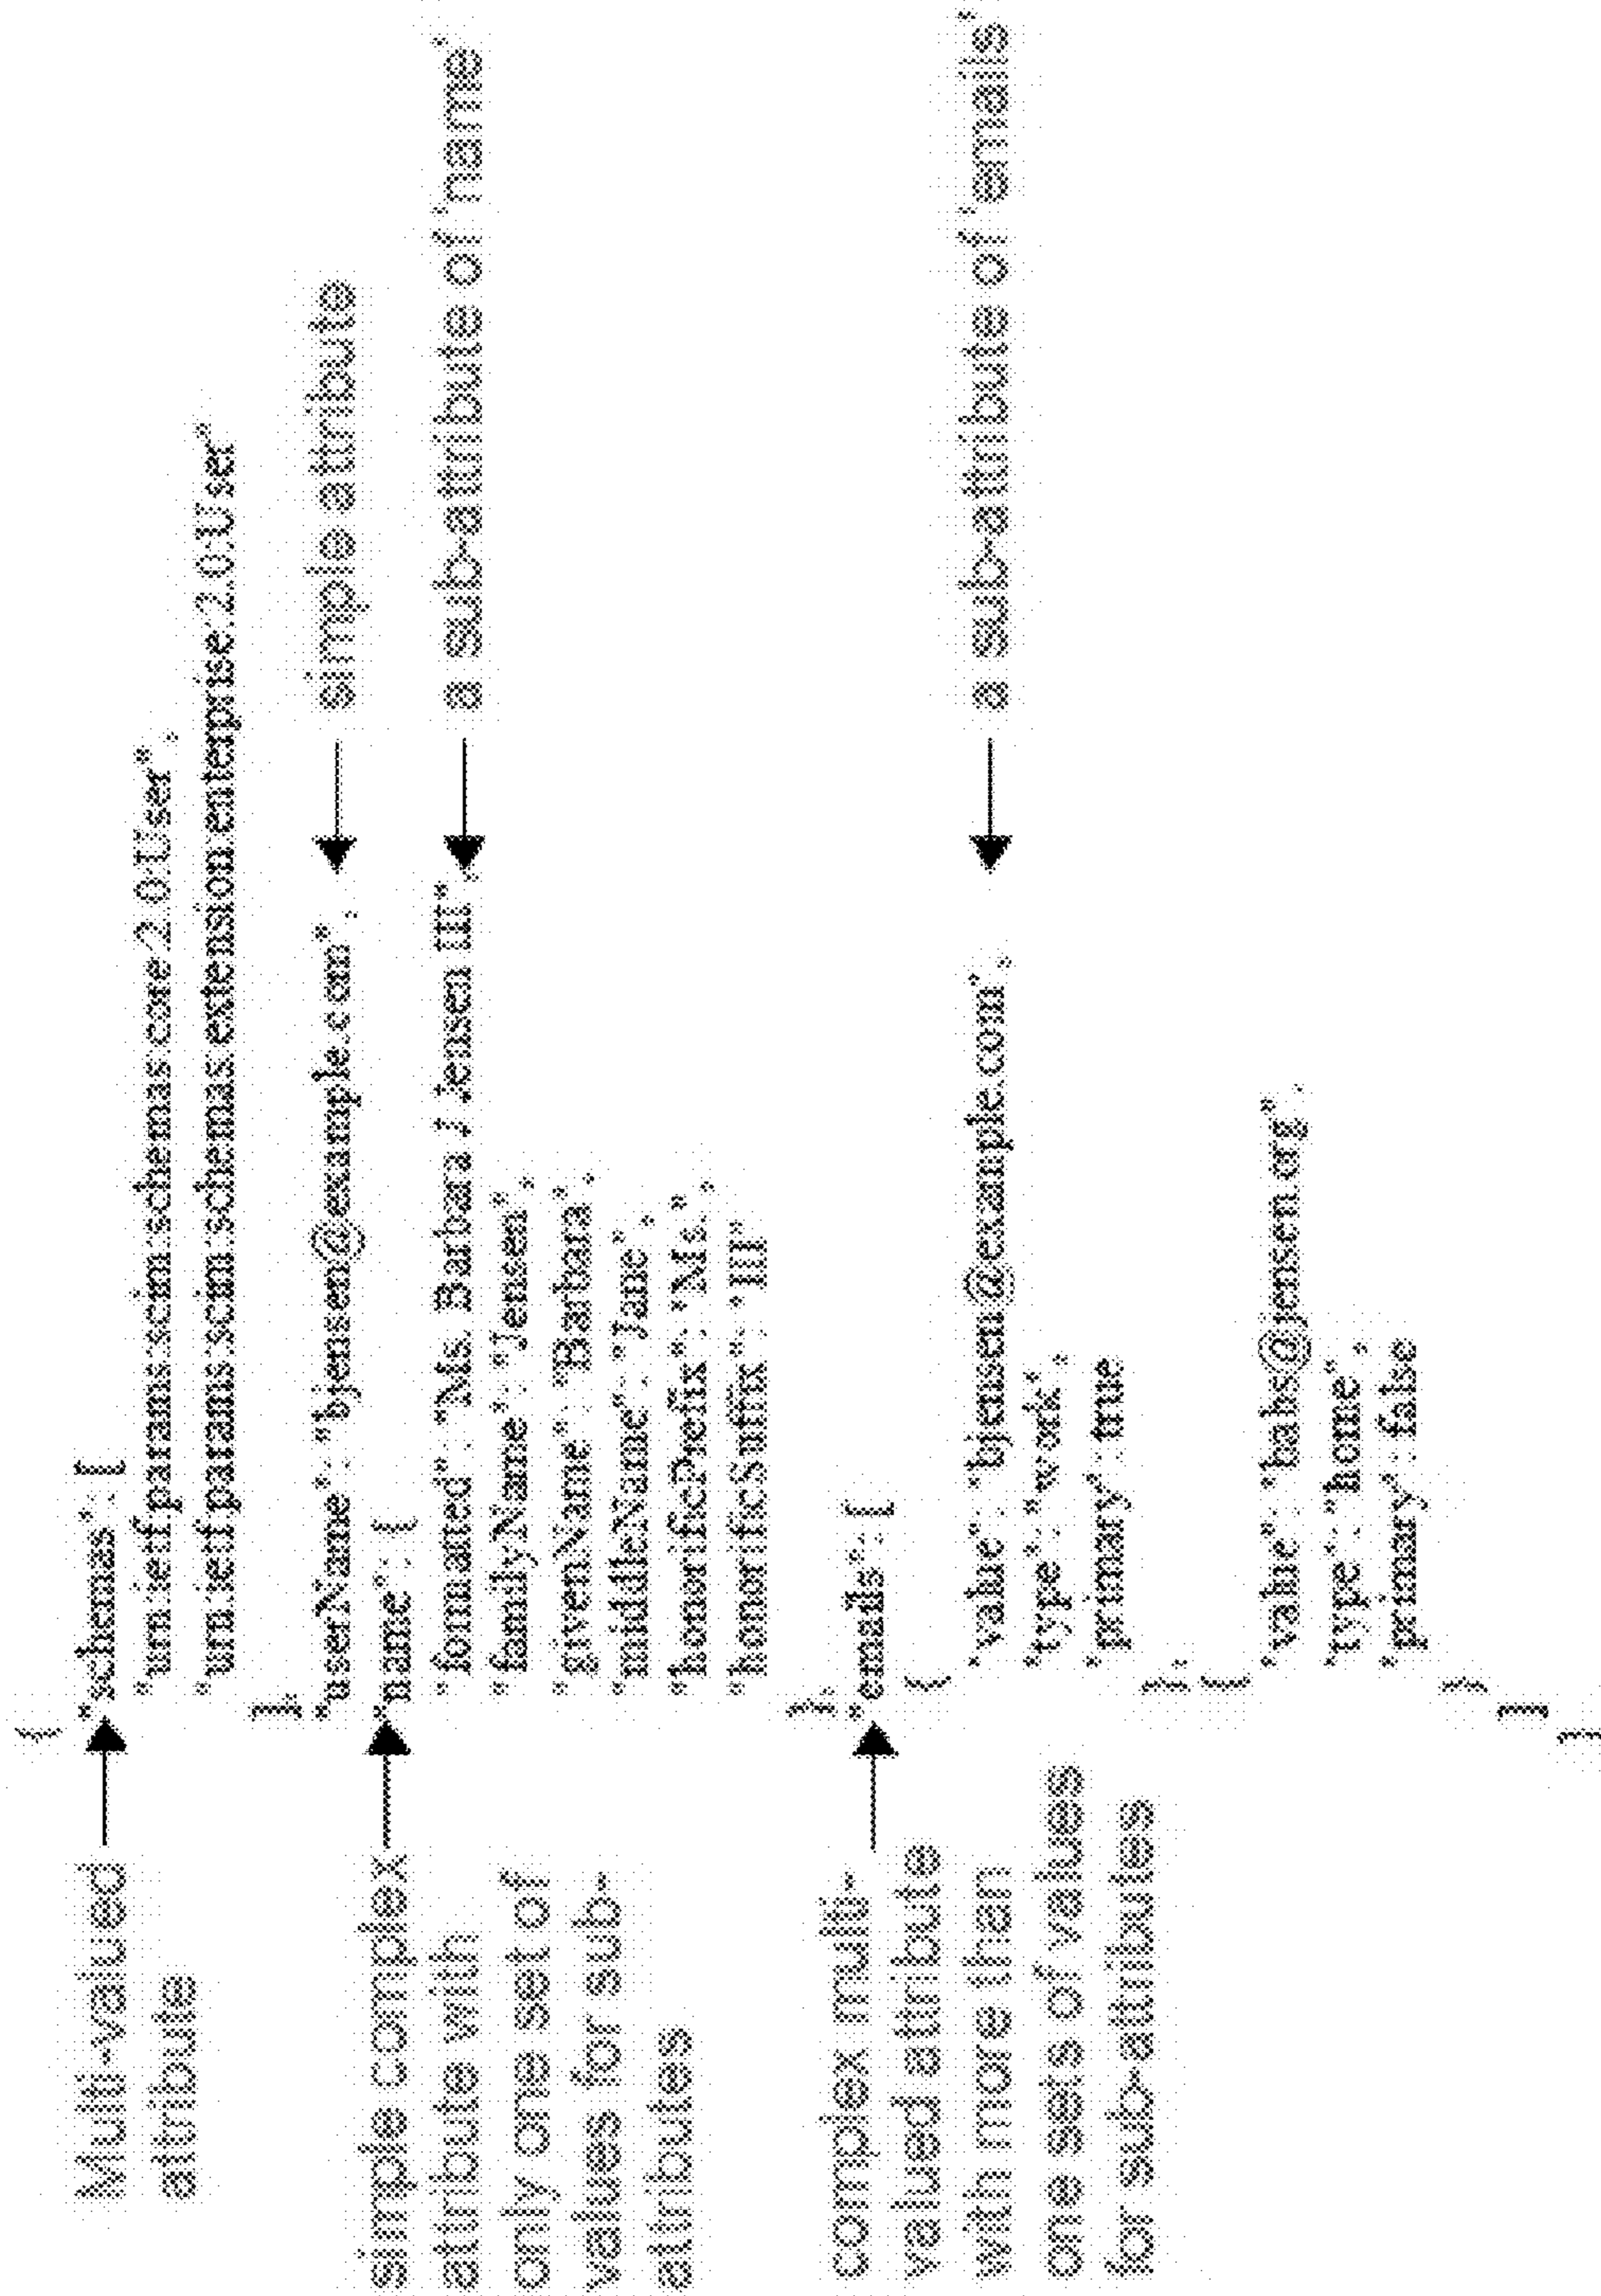 {
"schemas": [
"urn:ietf:params:scim:schemas:core:2.0:User",
"urn:ietf:params:scim:schemas:extension:enterprise:2.0:User"
],
"userName": "bjensen@example.com",
"name": {
"formatted": "Ms. Barbara J Jensen III",
"familyName": "Jensen",
"givenName": "Barbara",
"middleName": "Jane",
"honorificPrefix": "Ms.",
"honorificSuffix": "III"
},
"emails": [
{
"value": "bjensen@example.com",
"type": "work",
"primary": true
},
{
"value": "babs@jensen.org",
"type": "home",
"primary": false
}
]
}
Multi-valued
attribute
simple complex
attribute with
only one set of
values for sub-
attributes
complex multi-
valued attribute
with more than
one sets of values
for sub-attributes
simple attribute
a sub-attribute of "name"
a sub-attribute of "emails"